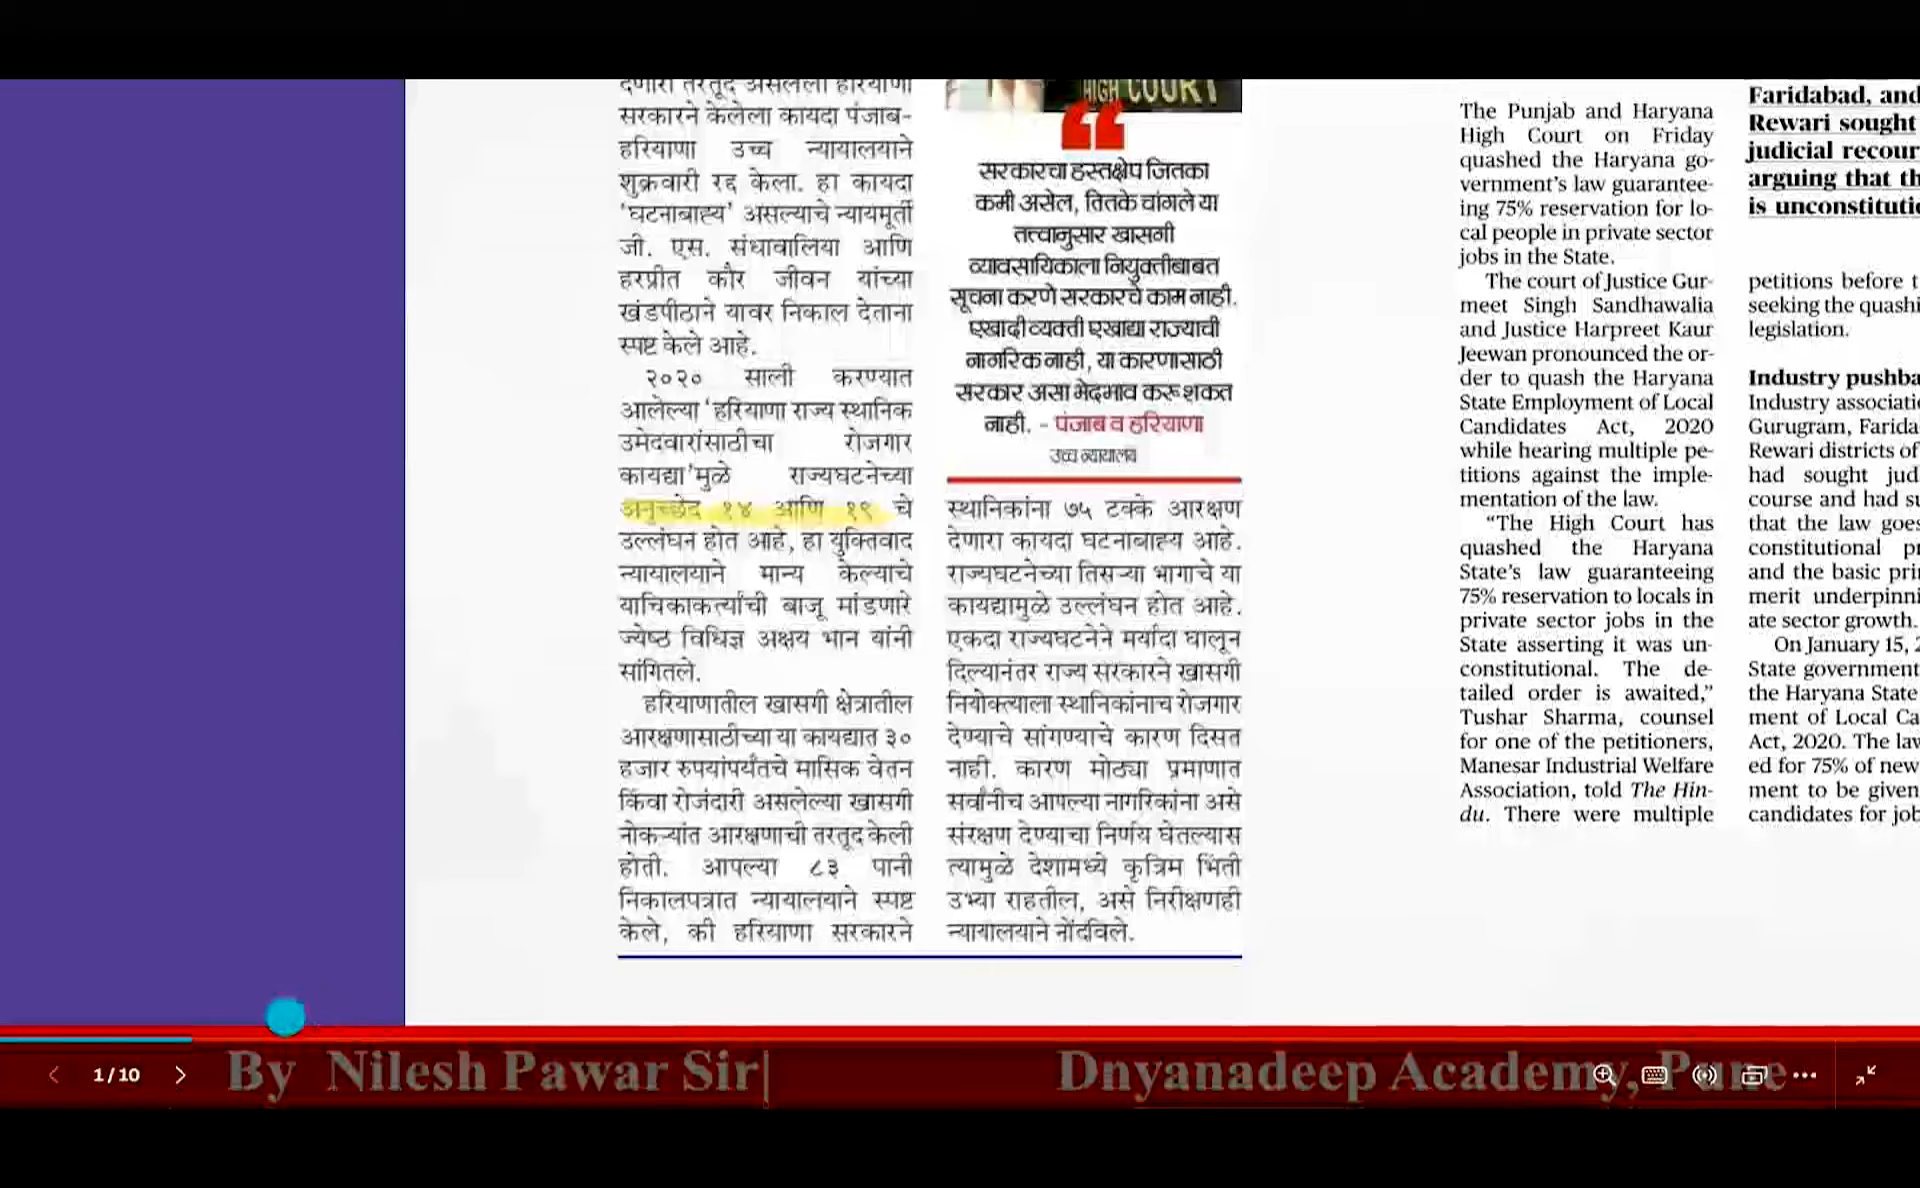 देणारी तरतूद असलेला हरियाणा
सरकारने केलेला कायदा पंजाब-
हरियाणा उच्च न्यायालयाने
शुक्रवारी रद्द केला. हा कायदा
'घटनाबाह्य' असल्याचे न्यायमूर्ती
जी. एस. संधावालिया आणि
हरप्रीत कौर जीवन यांच्या
खंडपीठाने यावर निकाल देताना
स्पष्ट केले आहे.
२०२० साली करण्यात
आलेल्या 'हरियाणा राज्य स्थानिक
उमेदवारांसाठीचा रोजगार
कायद्या'मुळे राज्यघटनेच्या
अनुच्छेद १४ आणि १९ चे
उल्लंघन होत आहे, हा युक्तिवाद
न्यायालयाने मान्य केल्याचे
याचिकाकर्त्यांची बाजू मांडणारे
ज्येष्ठ विधिज्ञ अक्षय भान यांनी
सांगितले.
हरियाणातील खासगी क्षेत्रातील
आरक्षणासाठीच्या या कायद्यात ३०
हजार रुपयांपर्यंतचे मासिक वेतन
किंवा रोजंदारी असलेल्या खासगी
नोकऱ्यांत आरक्षणाची तरतूद केली
होती. आपल्या ८३ पानी
निकालपत्रात न्यायालयाने स्पष्ट
केले, की हरियाणा सरकारने
HIGH COURT
सरकारचा हस्तक्षेप जितका
कमी असेल, तितके चांगले या
तत्त्वानुसार खासगी
व्यावसायिकाला नियुक्तीबाबत
सूचना करणे सरकारचे काम नाही.
एखादी व्यक्ती एखाद्या राज्याची
नागरिक नाही, या कारणासाठी
सरकार असा भेदभाव करू शकत
नाही. - पंजाब व हरियाणा
उच्च न्यायालय
स्थानिकांना ७५ टक्के आरक्षण
देणारा कायदा घटनाबाह्य आहे.
राज्यघटनेच्या तिसऱ्या भागाचे या
कायद्यामुळे उल्लंघन होत आहे.
एकदा राज्यघटनेने मर्यादा घालून
दिल्यानंतर राज्य सरकारने खासगी
नियोक्त्याला स्थानिकांनाच रोजगार
देण्याचे सांगण्याचे कारण दिसत
नाही. कारण मोठ्या प्रमाणात
सर्वांनीच आपल्या नागरिकांना असे
संरक्षण देण्याचा निर्णय घेतल्यास
त्यामुळे देशामध्ये कृत्रिम भिंती
उभ्या राहतील, असे निरीक्षणही
न्यायालयाने नोंदविले.
The Punjab and Haryana
High Court on Friday
quashed the Haryana go-
vernment's law guarantee-
ing 75% reservation for lo-
cal people in private sector
jobs in the State.
The court of Justice Gur-
meet Singh Sandhawalia
and Justice Harpreet Kaur
Jeewan pronounced the or-
der to quash the Haryana
State Employment of Local
Candidates Act, 2020
while hearing multiple pe-
titions against the imple-
mentation of the law.
"The High Court has
quashed the Haryana
State's law guaranteeing
75% reservation to locals in
private sector jobs in the
State asserting it was un-
constitutional. The de-
tailed order is awaited,"
Tushar Sharma, counsel
for one of the petitioners,
Manesar Industrial Welfare
Association, told The Hin-
du. There were multiple
Faridabad, and
Rewari sought
judicial recour
arguing that th
is unconstituti
petitions before t
seeking the quashi
legislation.
Industry pushba
Industry associati
Gurugram, Farida
Rewari districts of
had sought jud
course and had su
that the law goes
constitutional pr
and the basic prin
merit underpinni
ate sector growth.
On January 15, 2
State government
the Haryana State
ment of Local Ca
Act, 2020. The law
ed for 75% of new
ment to be given
candidates for job
1/10
By Nilesh Pawar Sir
Dnyanadeep Academy, Pune